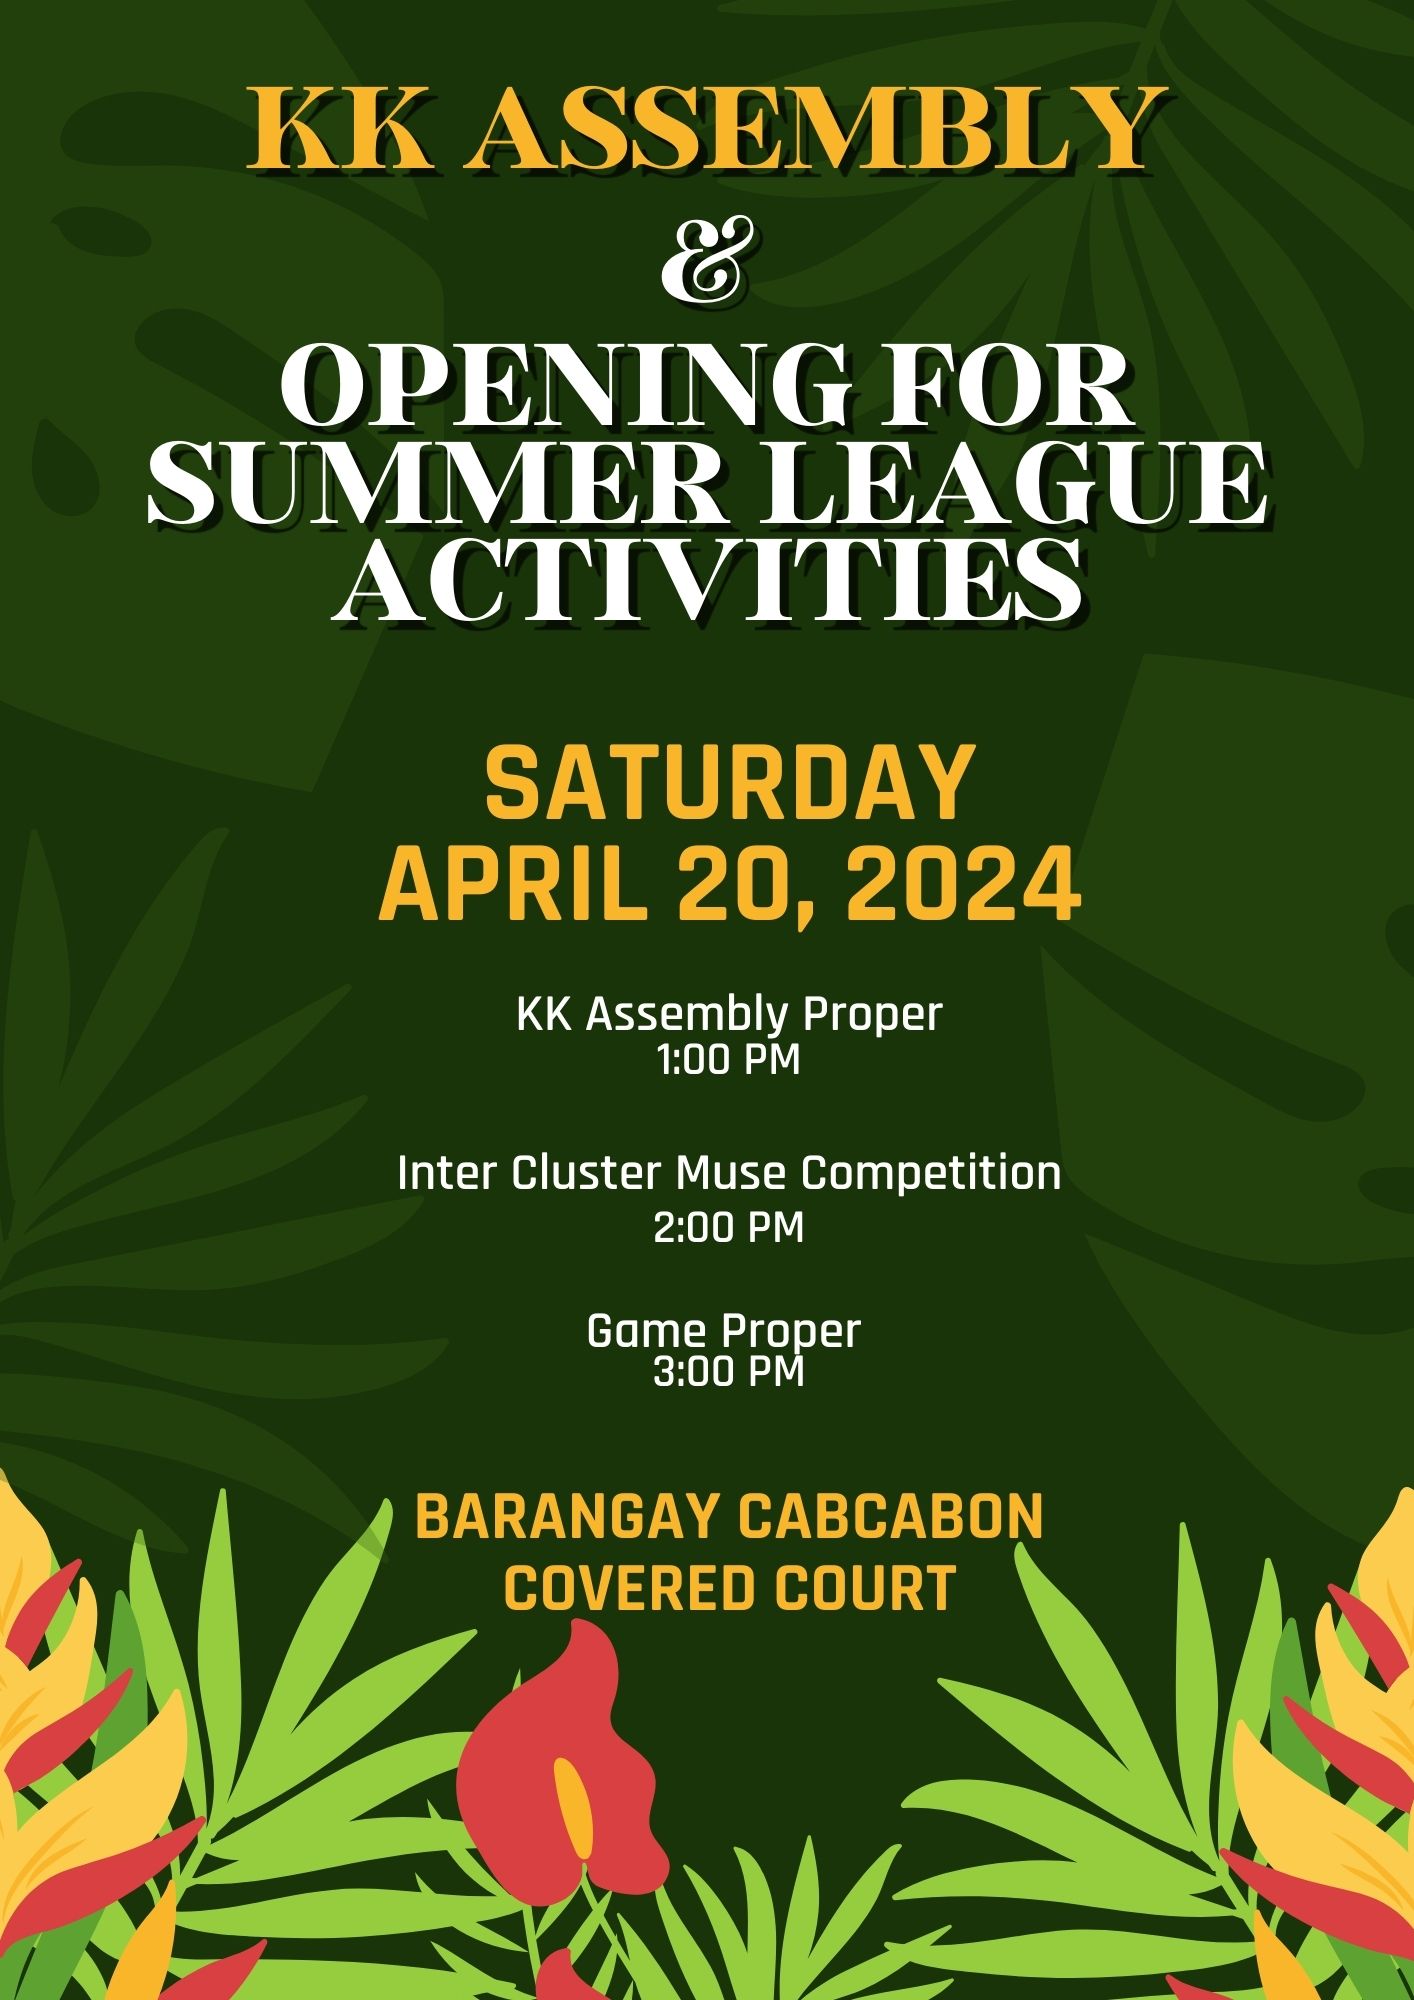 KK ASSEMBLY
&
OPENING FOR
SUMMER LEAGUE
ACTIVITIES
SATURDAY
APRIL 20, 2024
KK Assembly Proper
1:00 PM
Inter Cluster Muse Competition
2:00 PM
Game Proper
3:00 PM
BARANGAY CABCABON
COVERED COURT